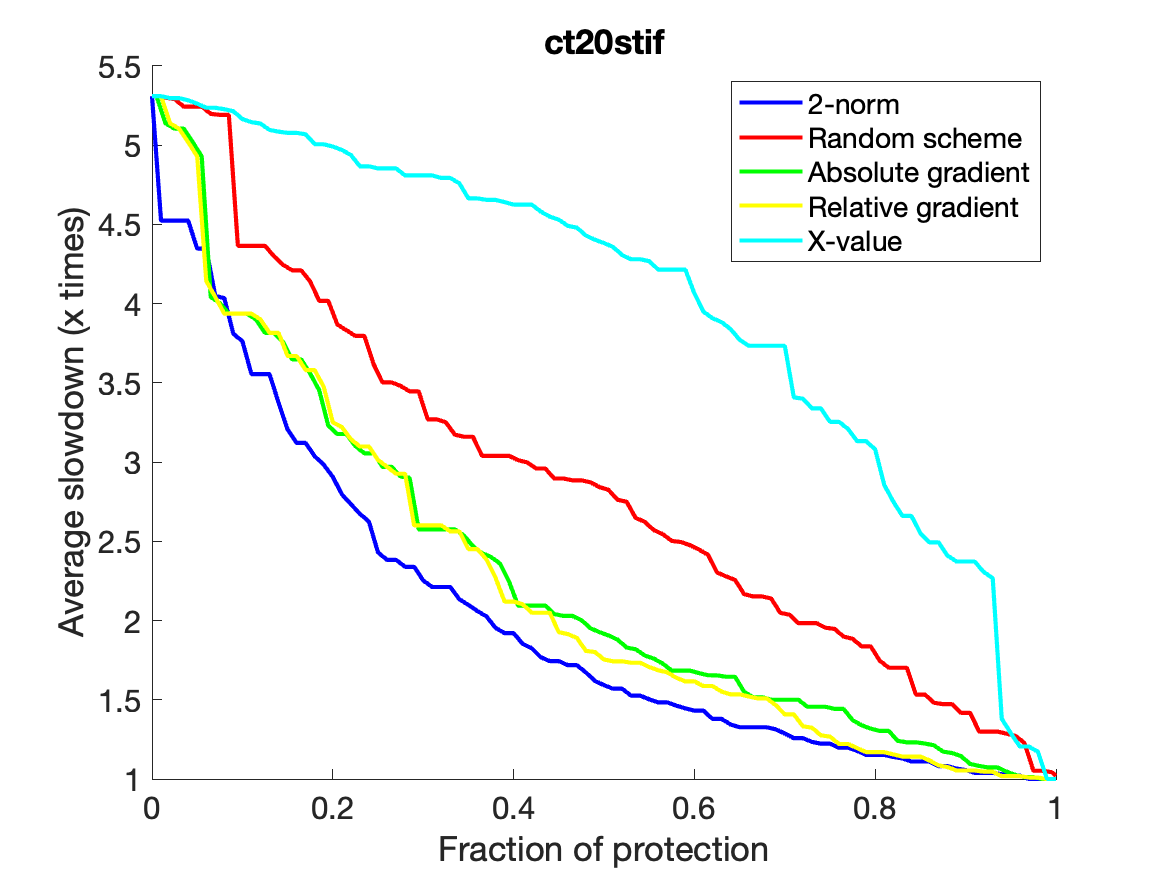 ct20stif
5.5
5
4.5
4
3.5
3
2.5
2
1.5
1
Average slowdown (x times)
2-norm
Random scheme
Absolute gradient
Relative gradient
X-value
0
0.2
0.4
0.6
0.8
1
Fraction of protection